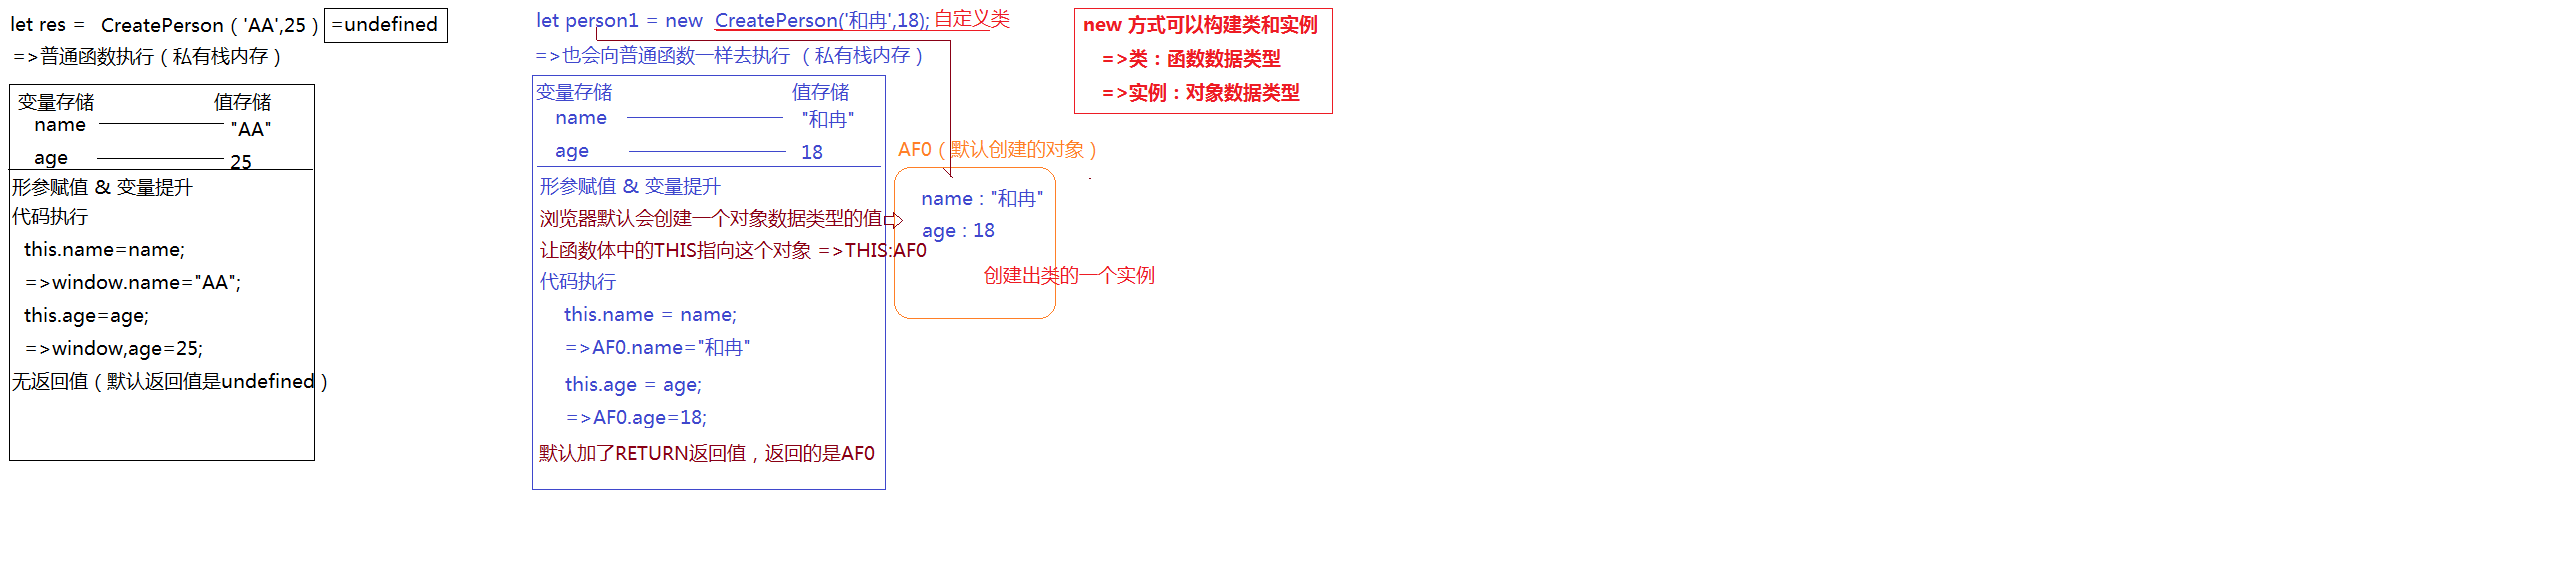 let res = CreatePerson（'AA',25）=undefined
=>普通函数执行（私有栈内存）
变量存储 值存储
name "AA"
age 25
形参赋值 & 变量提升
代码执行
this.name=name;
=>window.name="AA";
this.age=age;
=>window,age=25;
无返回值（默认返回值是undefined）
let person1 = new CreatePerson('和冉',18); 自定义类
=>也会向普通函数一样去执行 （私有栈内存）
变量存储 值存储
name "和冉"
age 18
形参赋值 & 变量提升
浏览器默认会创建一个对象数据类型的值
让函数体中的THIS指向这个对象 =>THIS:AF0
代码执行
this.name = name;
=>AF0.name="和冉"
this.age = age;
=>AF0.age=18;
默认加了RETURN返回值，返回的是AF0
AF0（默认创建的对象）
name : "和冉"
age : 18
创建出类的一个实例
new 方式可以构建类和实例
=>类：函数数据类型
=>实例：对象数据类型